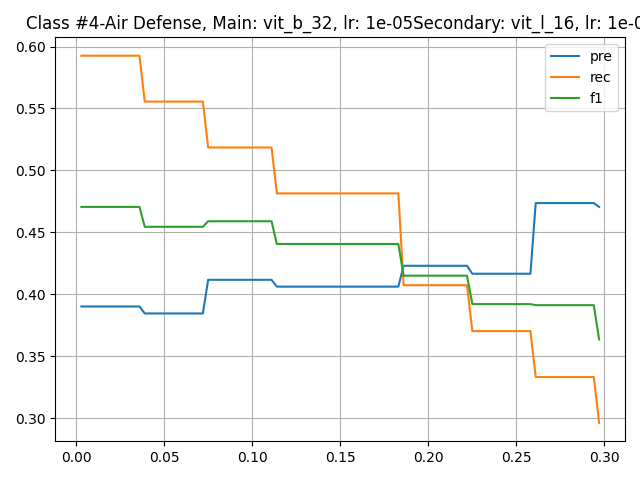 Class #4-Air Defense, Main: vit_b_32, lr: 1e-05Secondary: vit_l_16, lr: 1e-0
0.60
0.55
0.50
0.45
0.40
0.35
0.30
0.00 0.05 0.10 0.15 0.20 0.25 0.30
pre
rec
f1